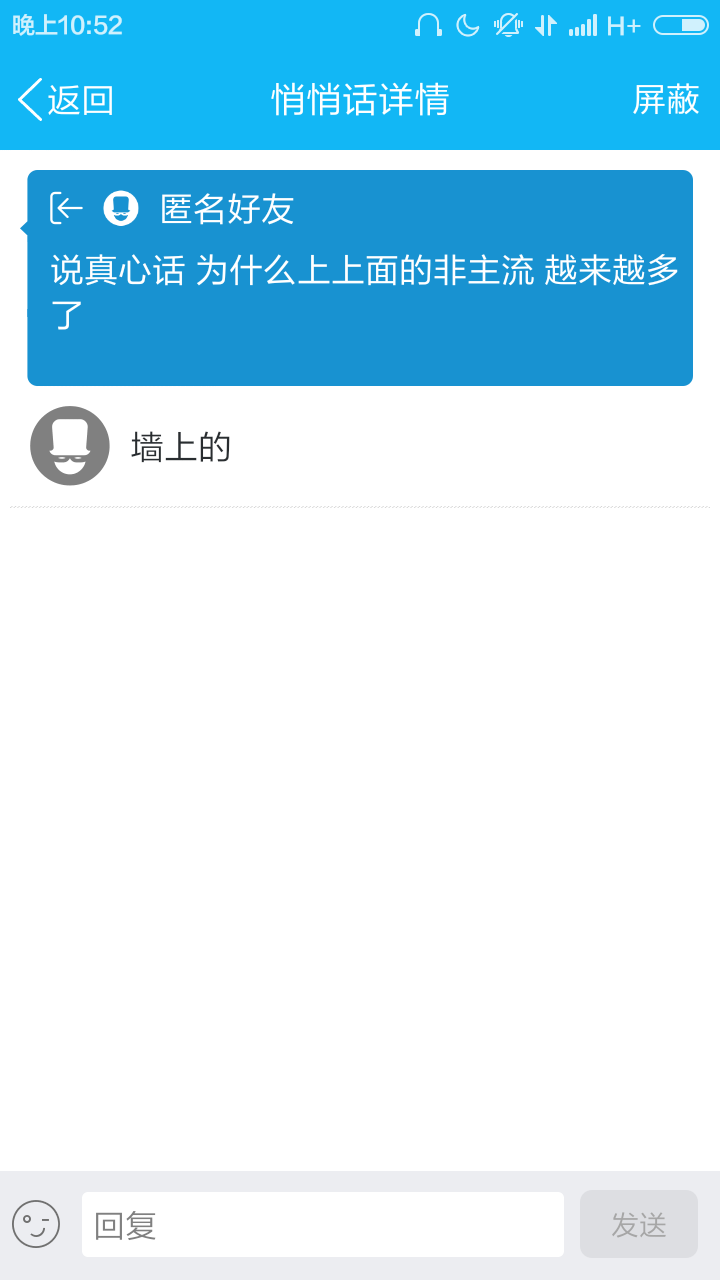 晚上10:52 H+
返回 悄悄话详情 屏蔽
匿名好友
说真心话 为什么上上面的非主流 越来越多
了
墙上的
回复 发送